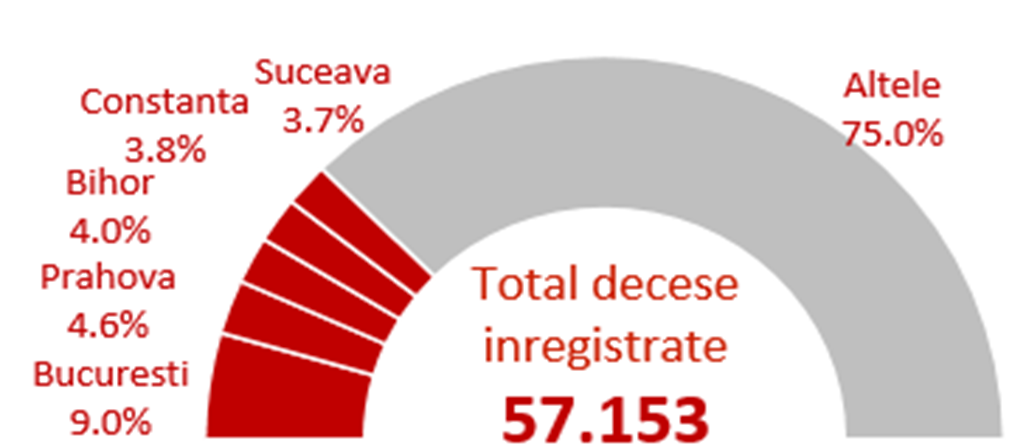 Suceava
3.7%
Constanta
3.8%
Bihor
4.0%
Prahova
4.6%
Bucuresti
9.0%
Altele
75.0%
Total decese
inregistrate
57.153